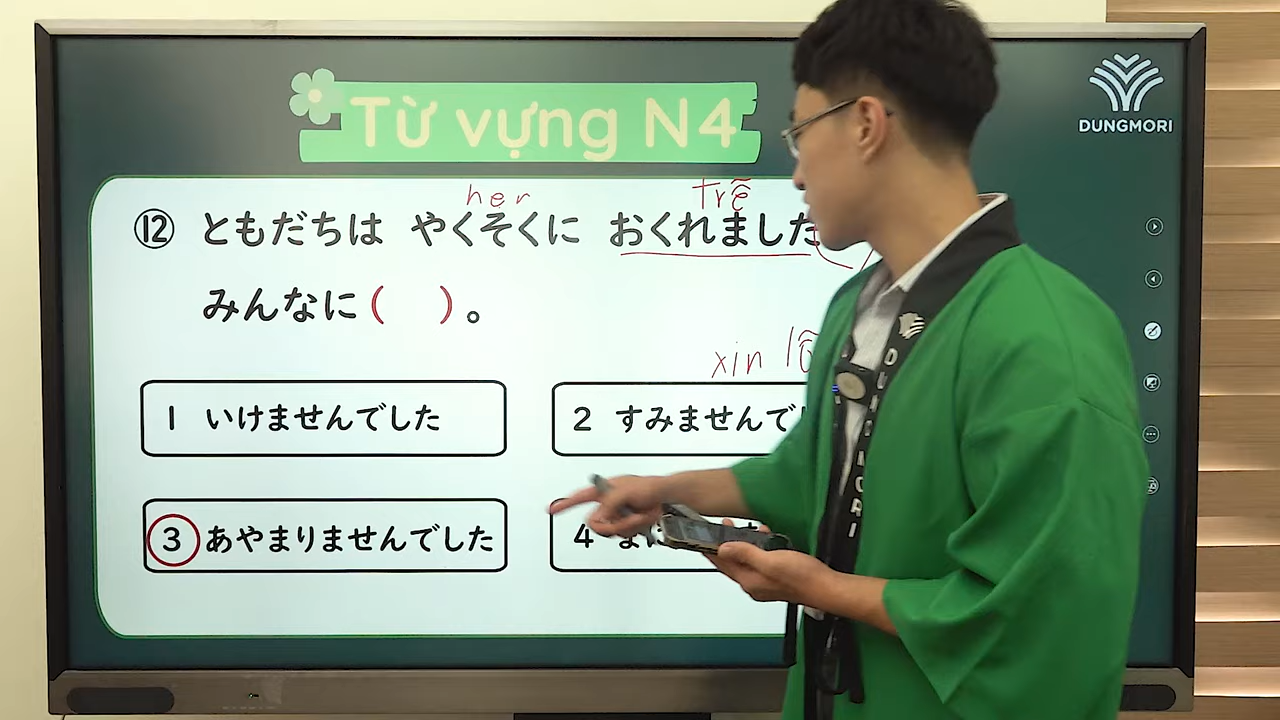 Từ vựng N4
DUNGMORI
hẹn
trễ
⑫ ともだちは やくそくに おくれました
みんなに( )。
xin
1 いけませんでした
2 すみませんで
3 あやまりませんでした
4
DUNGMORI